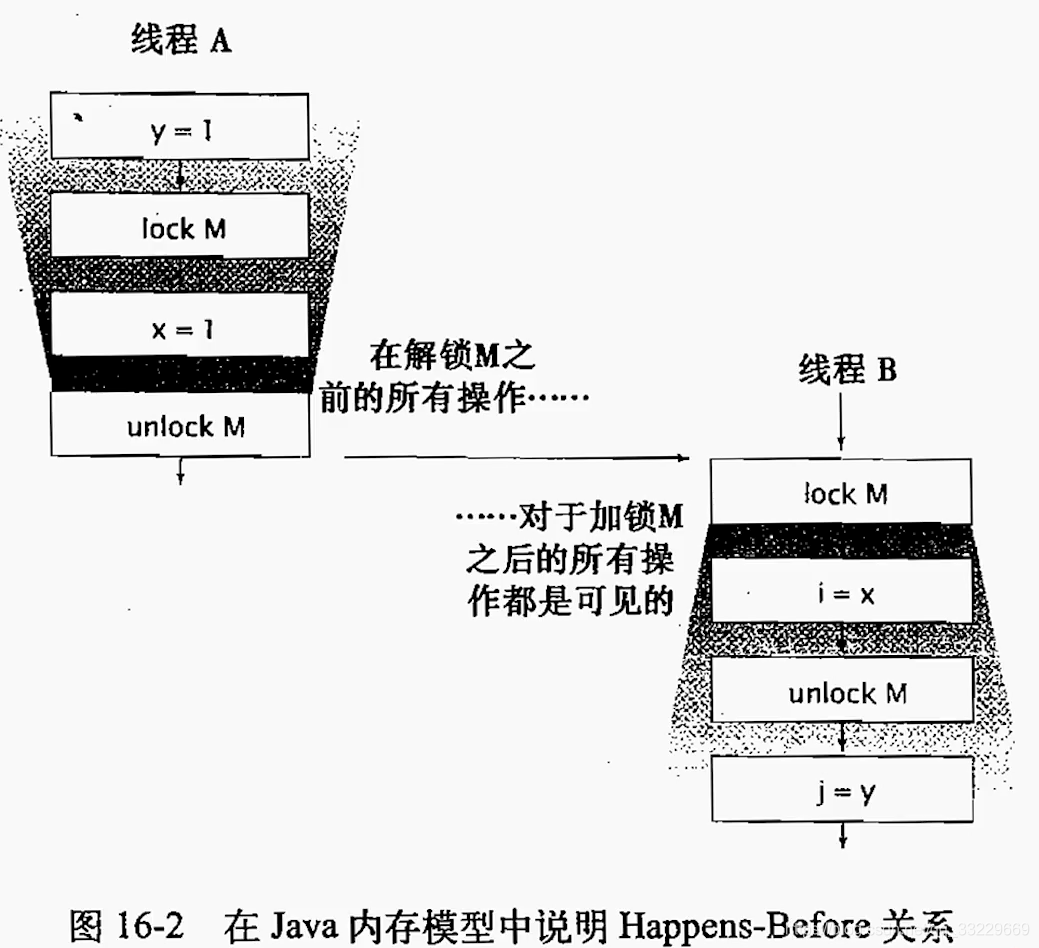 线程 A
y = 1
lock M
x = 1
unlock M
在解锁M之
前的所有操作……
线程 B
lock M
……对于加锁M
之后的所有操
作都是可见的
i = x
unlock M
j = y
图 16-2 在 Java 内存模型中说明 Happens-Before 关系